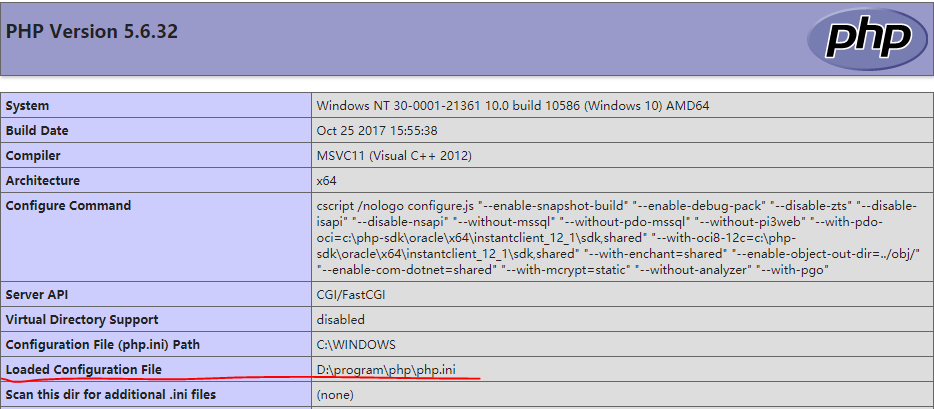 PHP Version 5.6.32
php
System Windows NT 30-0001-21361 10.0 build 10586 (Windows 10) AMD64
Build Date Oct 25 2017 15:55:38
Compiler MSVC11 (Visual C++ 2012)
Architecture x64
Configure Command cscript /nologo configure.js "--enable-snapshot-build" "--enable-debug-pack" "--disable-zts" "--disable-
isapi" "--disable-nsapi" "--without-mssql" "--without-pdo-mssql" "--without-pi3web" "--with-pdo-
oci=c:\php-sdk\oracle\x64\instantclient_12_1\sdk,shared" "--with-oci8-12c=c:\php-
sdk\oracle\x64\instantclient_12_1\sdk,shared" "--with-enchant=shared" "--enable-object-out-dir=../obj/"
"--enable-com-dotnet=shared" "--with-mcrypt=static" "--without-analyzer" "--with-pgo"
Server API CGI/FastCGI
Virtual Directory Support disabled
Configuration File (php.ini) Path C:\WINDOWS
Loaded Configuration File D:\program\php\php.ini
Scan this dir for additional .ini files (none)